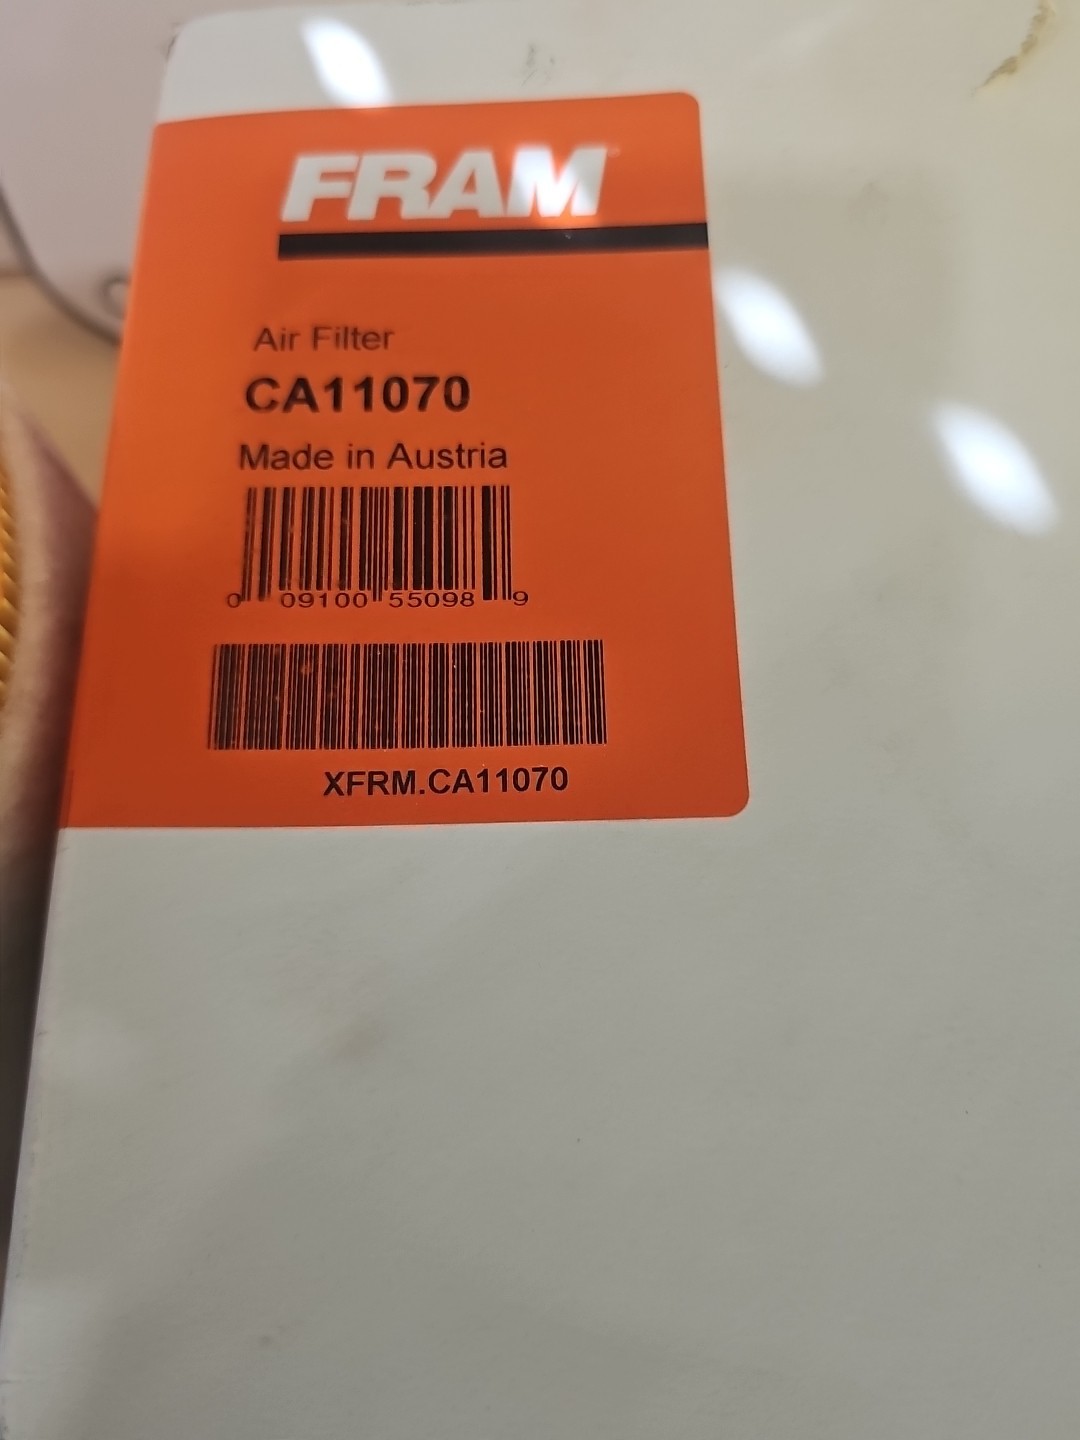 FRAM
Air Filter
CA11070
Made in Austria
0 09100 55098 9
XFRM.CA11070